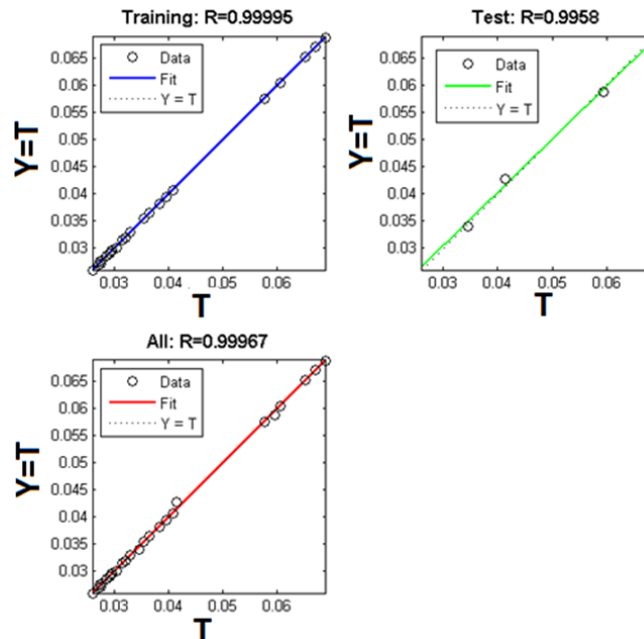 Training: R=0.99995
Data
Fit
Y = T
0.065
0.06
0.055
0.05
0.045
0.04
0.035
0.03
Y=T
0.03 0.04 0.05 0.06
T
Test: R=0.9958
Data
Fit
Y = T
0.065
0.06
0.055
0.05
0.045
0.04
0.035
0.03
Y=T
0.03 0.04 0.05 0.06
T
All: R=0.99967
Data
Fit
Y = T
0.065
0.06
0.055
0.05
0.045
0.04
0.035
0.03
Y=T
0.03 0.04 0.05 0.06
T